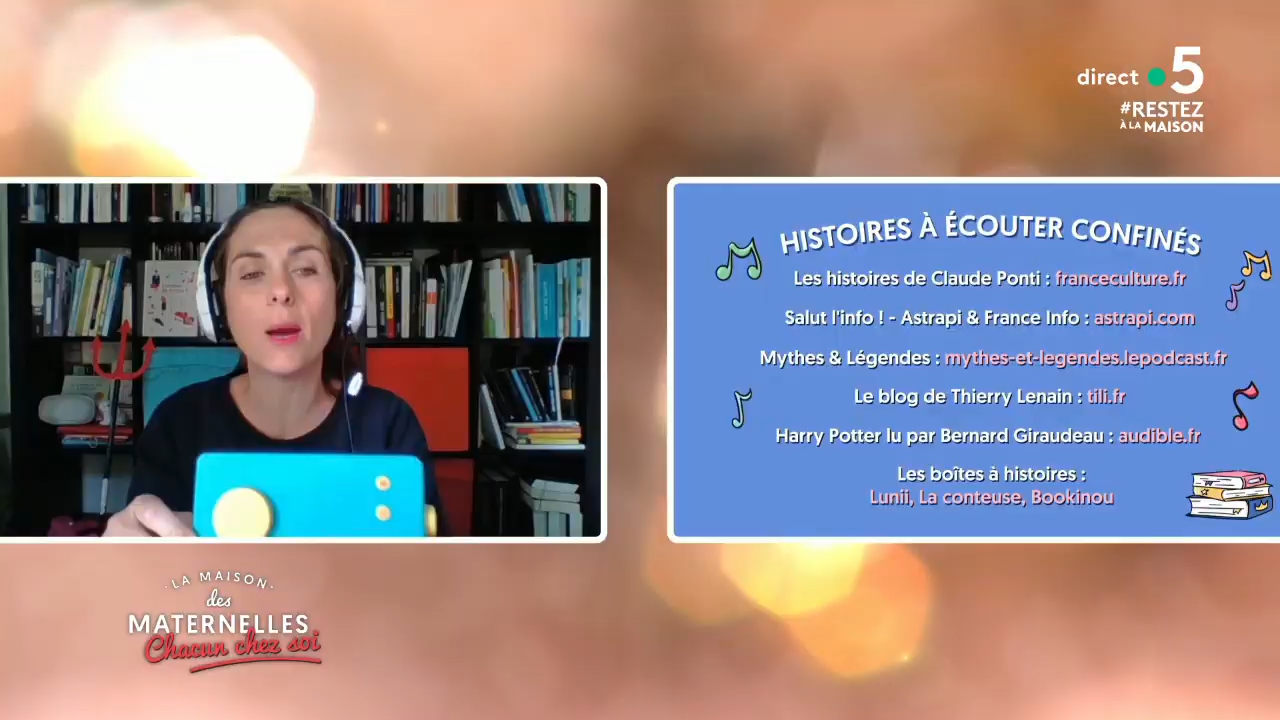 direct 5
#RESTEZ
À LA MAISON
HISTOIRES À ÉCOUTER CONFINÉS
Les histoires de Claude Ponti : franceculture.fr
Salut l'info ! - Astrapi & France Info : astrapi.com
Mythes & Légendes : mythes-et-legendes.lepodcast.fr
Le blog de Thierry Lenain : tili.fr
Harry Potter lu par Bernard Giraudeau : audible.fr
Les boîtes à histoires :
Lunii, La conteuse, Bookinou
·LA MAISON·
des
MATERNELLES
Chacun chez soi